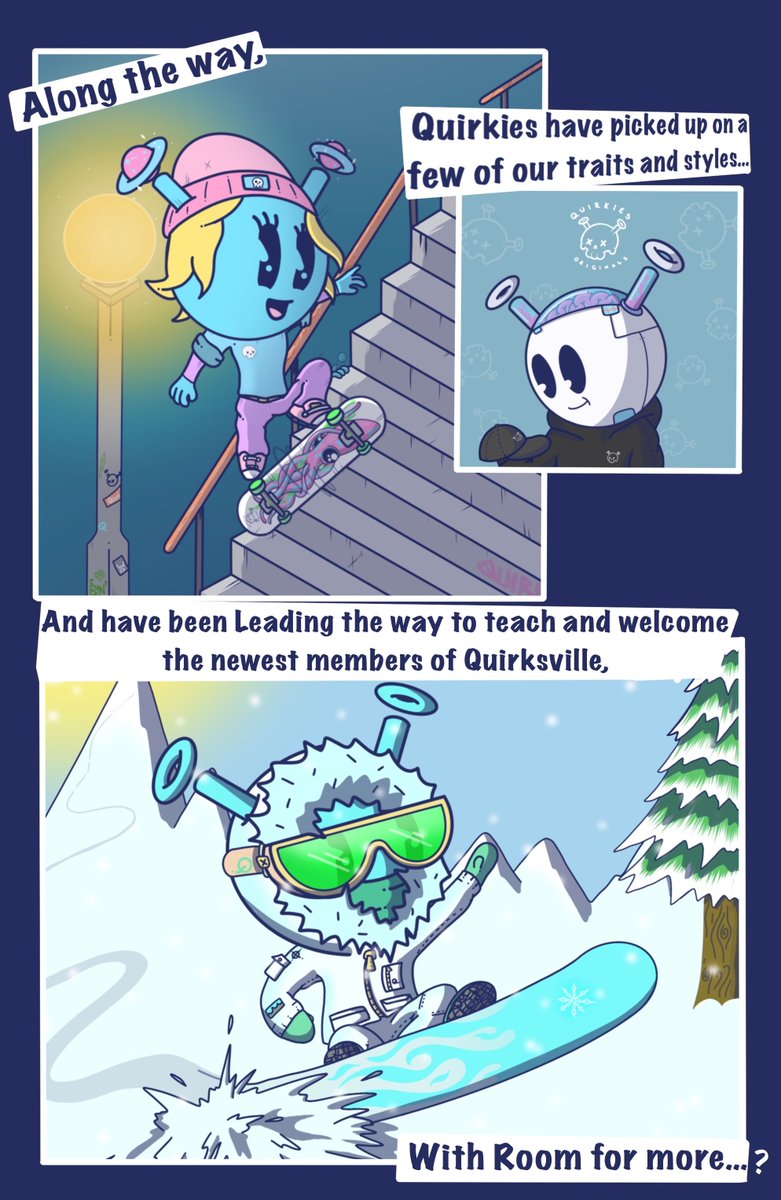 Along the way,
Quirkies have picked up on a
few of our traits and styles...
QUIRKIES
ORIGINALS
QUIRK
And have been Leading the way to teach and welcome
the newest members of Quirksville,
With Room for more...?